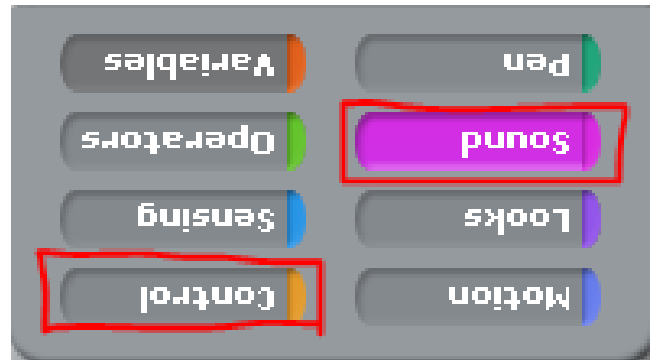 Motion Control
Looks Sensing
Sound Operators
Pen Variables